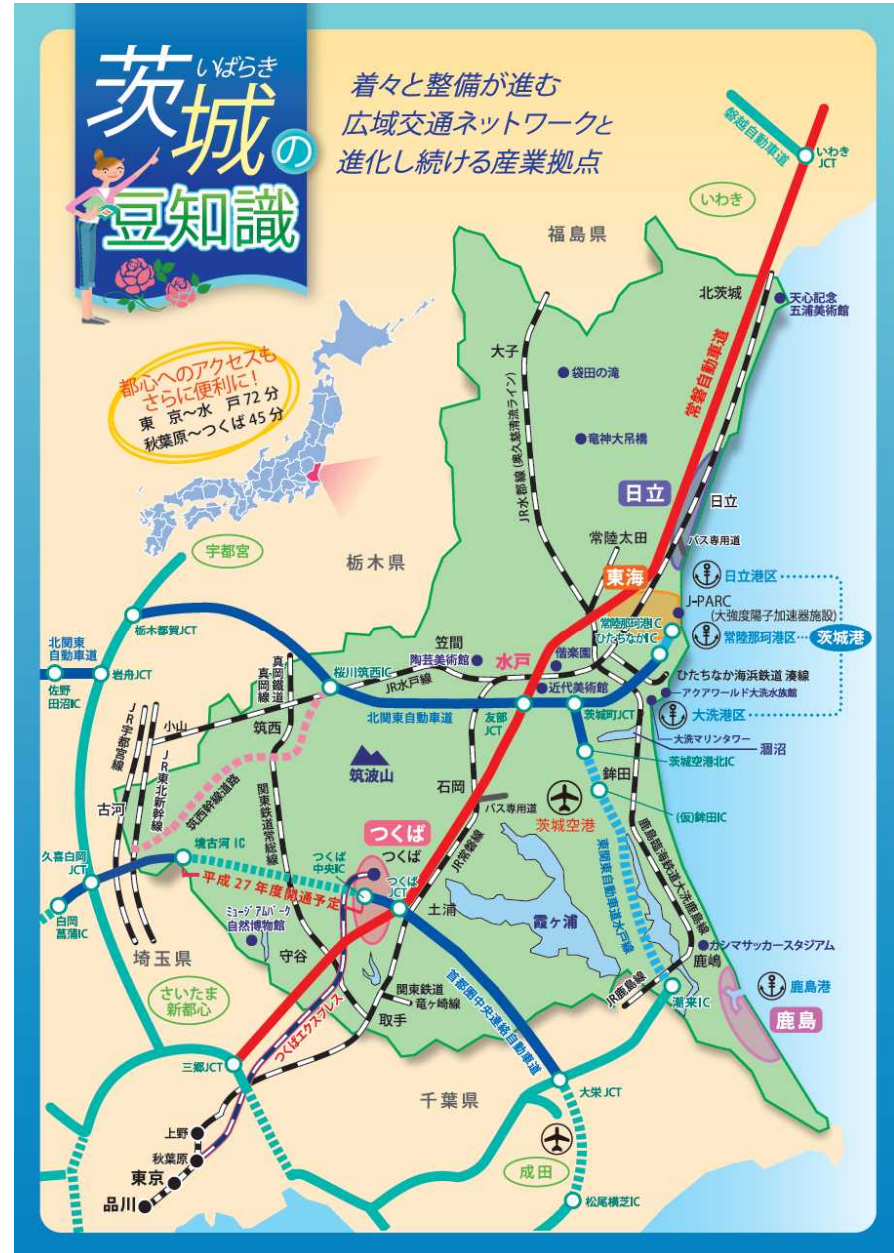 いばらき
茨城の
豆知識
着々と整備が進む
広域交通ネットワークと
進化し続ける産業拠点
都心へのアクセスも
さらに便利に！
東　京〜水　戸72分
秋葉原〜つくば45分
磐越自動車道
いわき
JCT
いわき
福島県
北茨城
天心記念
五浦美術館
大子
袋田の滝
常磐自動車道
竜神大吊橋
JR水郡線(奥久慈清流ライン)
日立
日立
バス専用道
常陸太田
宇都宮
栃木県
東海
日立港区
J-PARC
(大強度陽子加速器施設)
栃木都賀JCT
常陸那珂港IC
ひたちなかIC
常陸那珂港区
茨城港
北関東
自動車道
岩舟JCT
佐野
田沼IC
真岡鐵道
真岡線
桜川筑西IC
笠間
陶芸美術館
水戸
偕楽園
JR水戸線
近代美術館
ひたちなか海浜鉄道 湊線
アクアワールド大洗水族館
大洗港区
小山
筑西
北関東自動車道
友部
JCT
茨城町JCT
大洗マリンタワー
涸沼
JR宇都宮線
JR東北新幹線
筑西幹線道路
筑波山
茨城空港北IC
石岡
鉾田
古河
関東鉄道常総線
バス専用道
茨城空港
(仮)鉾田IC
久喜白岡
JCT
境古河 IC
つくば
つくば
つくば
中央IC
つくば
JCT
JR常磐線
平成27年度開通予定
白岡
菖蒲IC
ミュージアムパーク
自然博物館
土浦
霞ヶ浦
東関東自動車道水戸線
鹿島臨海鉄道大洗鹿島線
カシマサッカースタジアム
鹿嶋
埼玉県
守谷
さいたま
新都心
関東鉄道
竜ヶ崎線
JR鹿島線
潮来IC
鹿島港
鹿島
取手
つくばエクスプレス
首都圏中央連絡自動車道
三郷JCT
大栄JCT
千葉県
上野
秋葉原
東京
品川
成田
松尾横芝IC